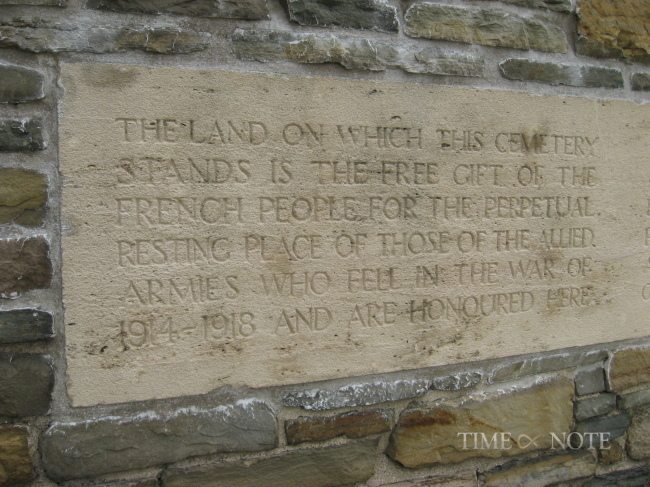 THE LAND ON WHICH THIS CEMETERY
STANDS IS THE FREE GIFT OF THE
FRENCH PEOPLE FOR THE PERPETUAL
RESTING PLACE OF THOSE OF THE ALLIED
ARMIES WHO FELL IN THE WAR OF
1914-1918 AND ARE HONOURED HERE
TIME NOTE